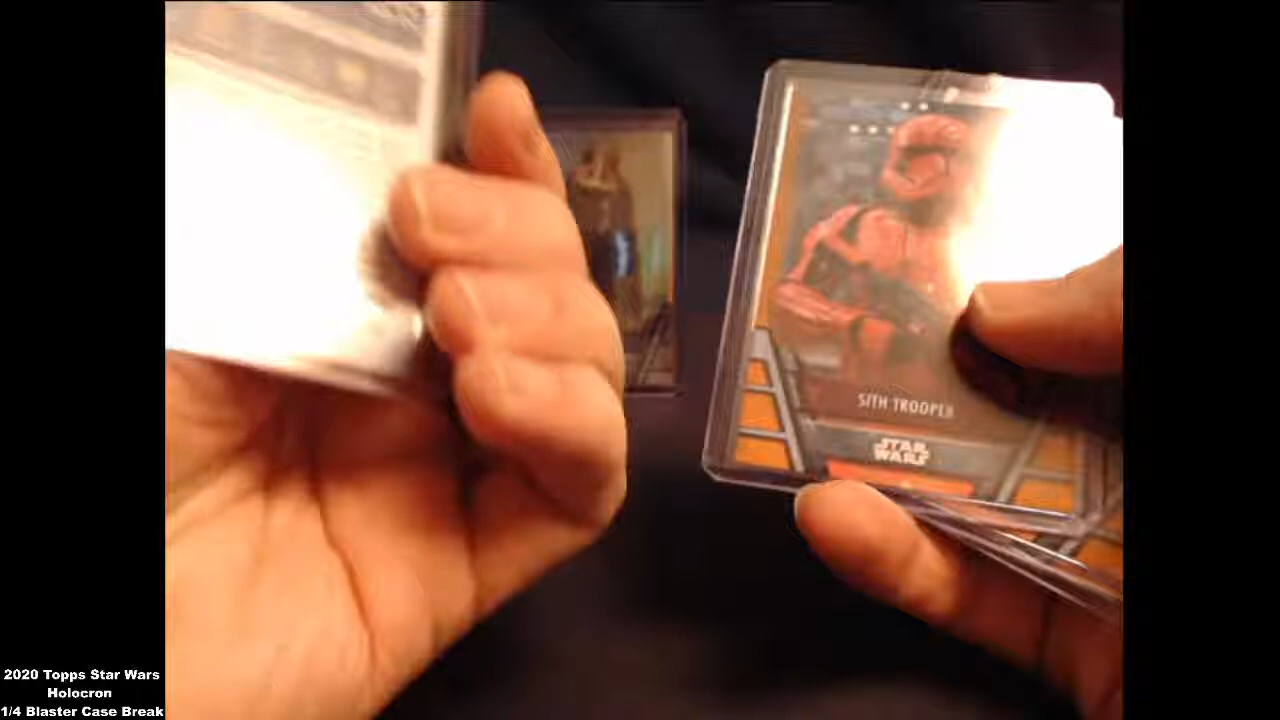 SITH TROOPER
STAR
WARS
2020 Topps Star Wars
Holocron
1/4 Blaster Case Break